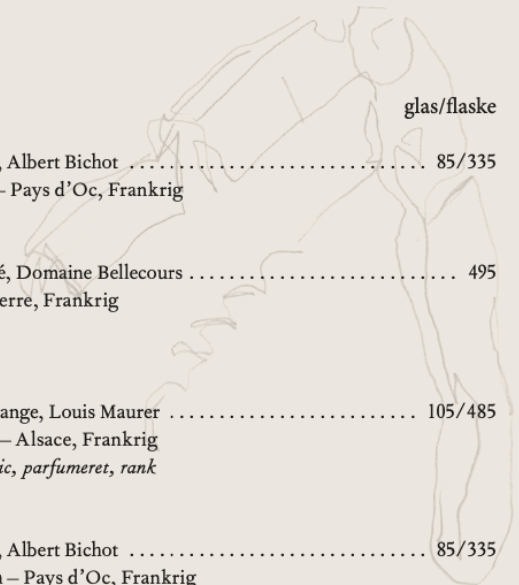 glas/flaske
, Albert Bichot ........................................ 85/335
– Pays d’Oc, Frankrig
é, Domaine Bellecours ................................ 495
erre, Frankrig
ange, Louis Maurer .............................. 105/485
– Alsace, Frankrig
ic, parfumeret, rank
, Albert Bichot ........................................ 85/335
n – Pays d’Oc, Frankrig